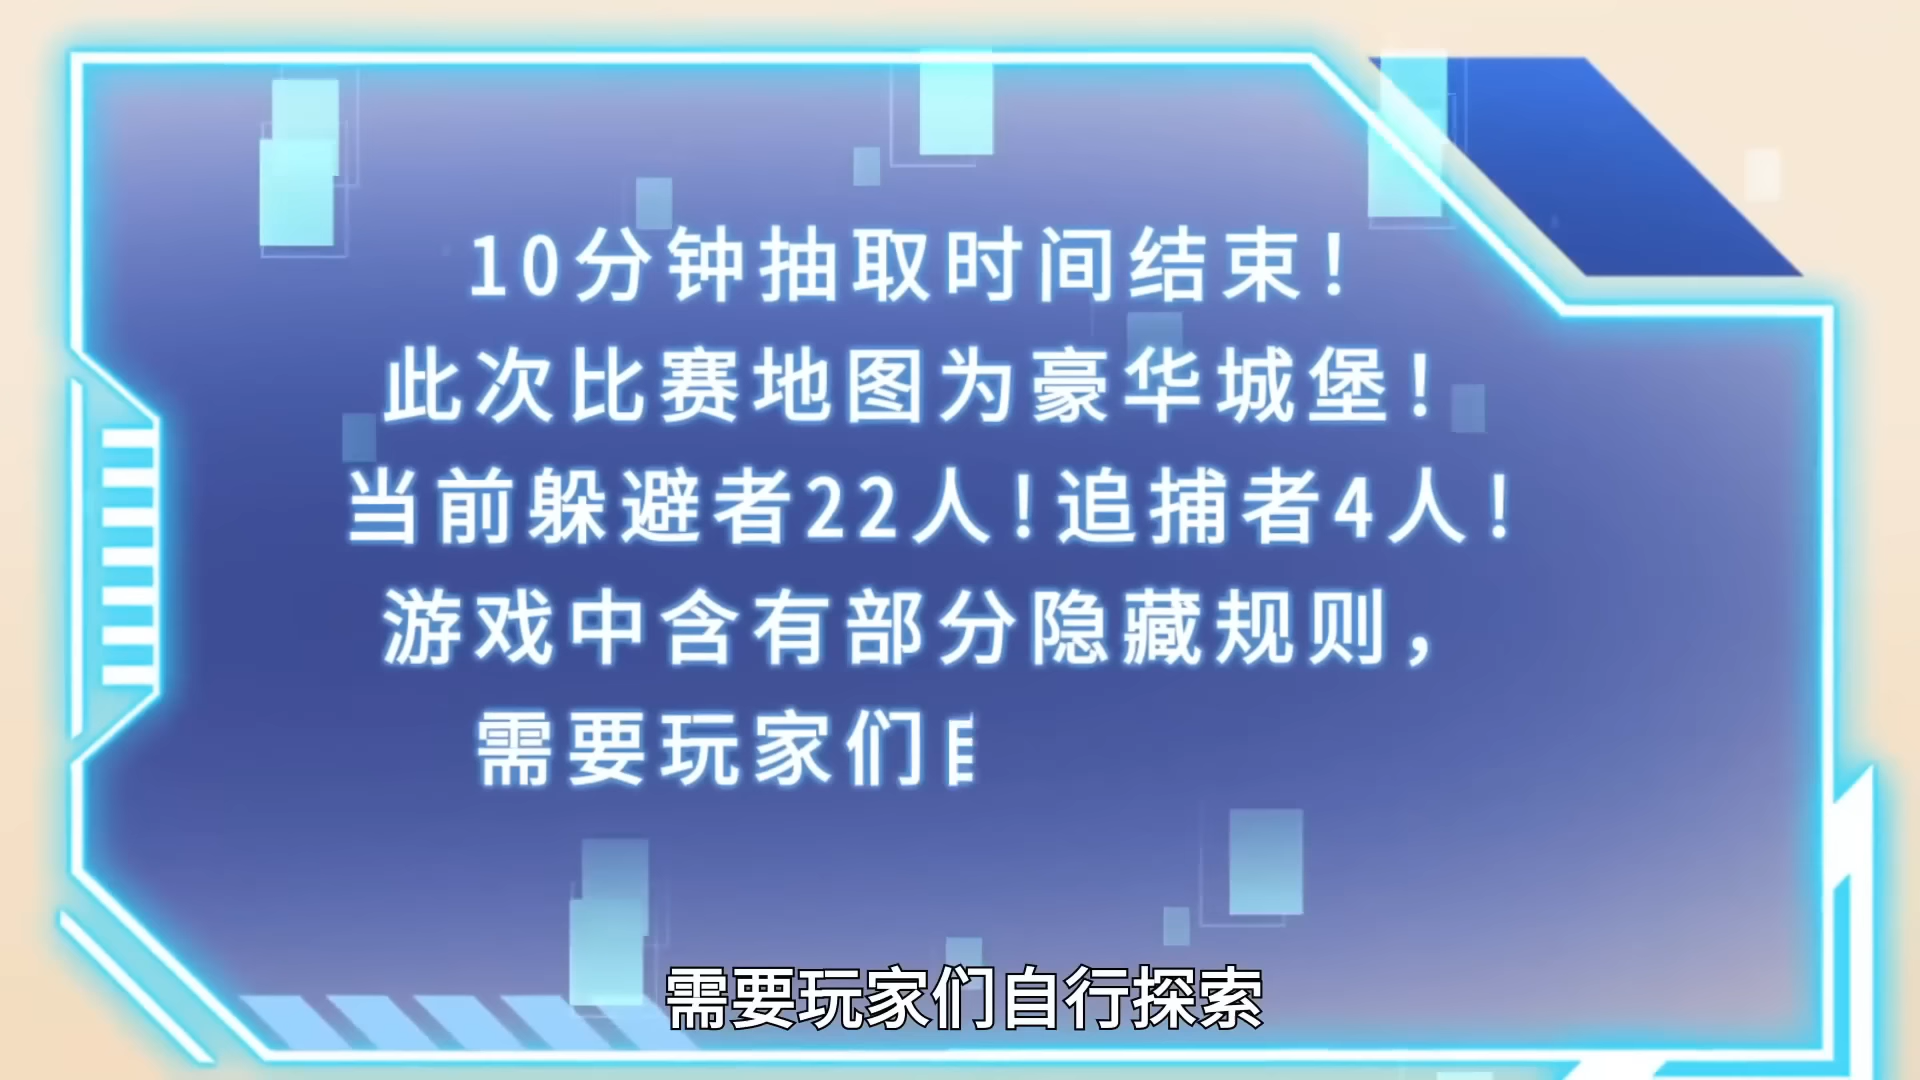 10分钟抽取时间结束！
此次比赛地图为豪华城堡！
当前躲避者22人！追捕者4人！
游戏中含有部分隐藏规则，
需要玩家们
需要玩家们自行探索